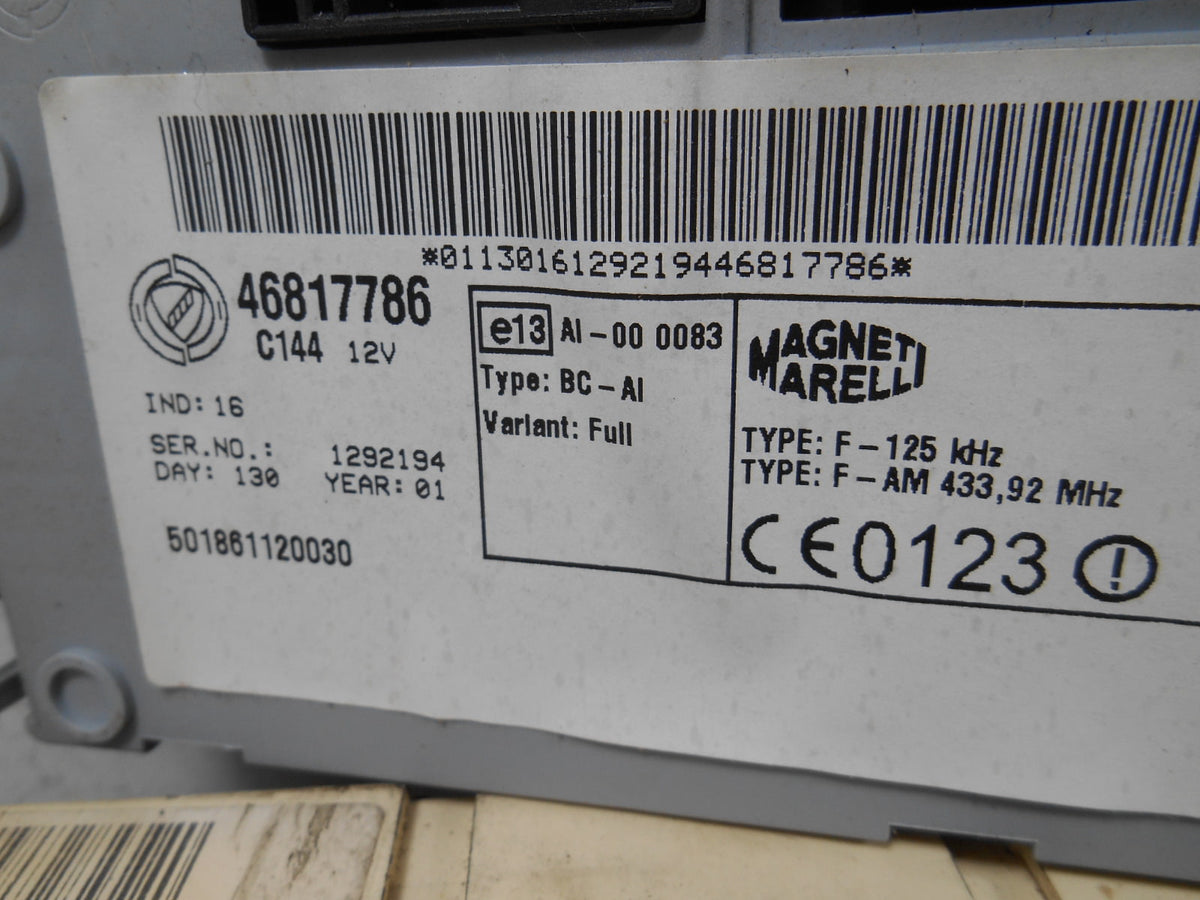 *0113016129219446817786*
46817786
C144 12V
IND: 16
SER.NO.: 1292194
DAY: 130 YEAR: 01
501861120030
e13 AI-00 0083
Type: BC-AI
Variant: Full
MAGNETI
MARELLI
TYPE: F-125 kHz
TYPE: F-AM 433,92 MHz
CE0123 !